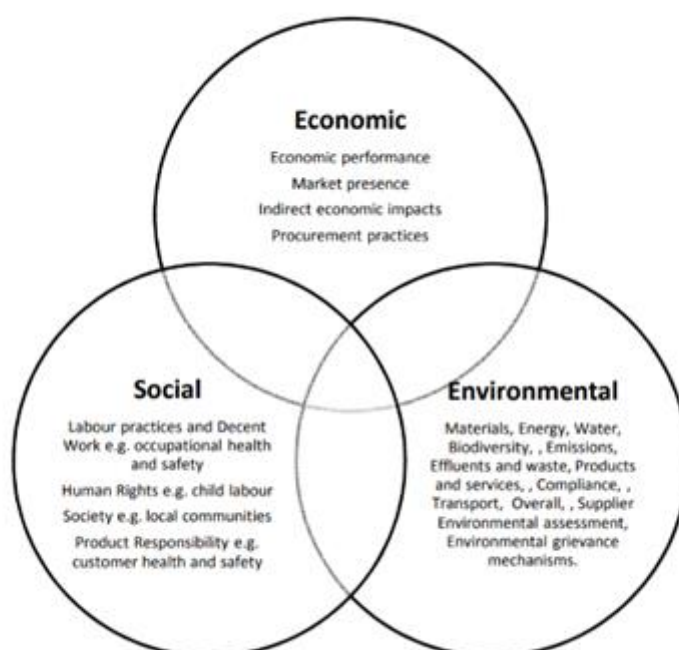 Economic
Economic performance
Market presence
Indirect economic impacts
Procurement practices
Social
Labour practices and Decent
Work e.g. occupational health
and safety
Human Rights e.g. child labour
Society e.g. local communities
Product Responsibility e.g.
customer health and safety
Environmental
Materials, Energy, Water,
Biodiversity, , Emissions,
Effluents and waste, Products
and services, , Compliance, ,
Transport, Overall, , Supplier
Environmental assessment,
Environmental grievance
mechanisms.